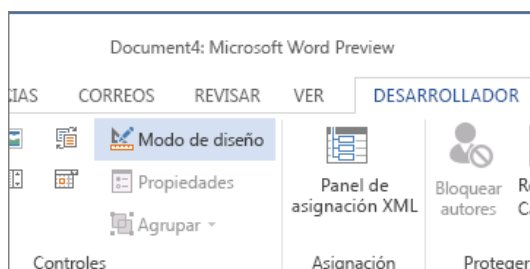 Document4: Microsoft Word Preview
CORREOS REVISAR VER DESARROLLADOR
Modo de diseño
Propiedades
Agrupar
Panel de
asignación XML
Bloquear
autores
Controles Asignación Proteger